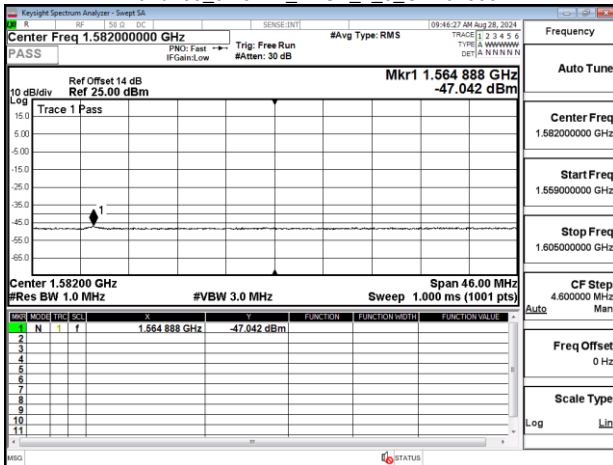 Keysight Spectrum Analyzer - Swept SA
R RF 50 Ω DC SENSE:INT 09:46:27 AM Aug 28, 2024
Center Freq 1.582000000 GHz #Avg Type: RMS TRACE 1 2 3 4 5 6
PASS PNO: Fast Trig: Free Run TYPE A WWWWW
IFGain:Low #Atten: 30 dB DET A N N N N N
Mkr1 1.564 888 GHz
Ref Offset 14 dB
10 dB/div Ref 25.00 dBm -47.042 dBm
Log
Trace 1 Pass
15.0
5.00
-5.00
-15.0
-25.0
-35.0
1
-45.0
-55.0
-65.0
Center 1.58200 GHz Span 46.00 MHz
#Res BW 1.0 MHz #VBW 3.0 MHz Sweep 1.000 ms (1001 pts)
MKR MODE TRC SCL X Y FUNCTION FUNCTION WIDTH FUNCTION VALUE
1 N 1 f 1.564 888 GHz -47.042 dBm
2
3
4
5
6
7
8
9
10
11
MSG STATUS
Frequency
Auto Tune
Center Freq
1.582000000 GHz
Start Freq
1.559000000 GHz
Stop Freq
1.605000000 GHz
CF Step
4.600000 MHz
Auto Man
Freq Offset
0 Hz
Scale Type
Log Lin